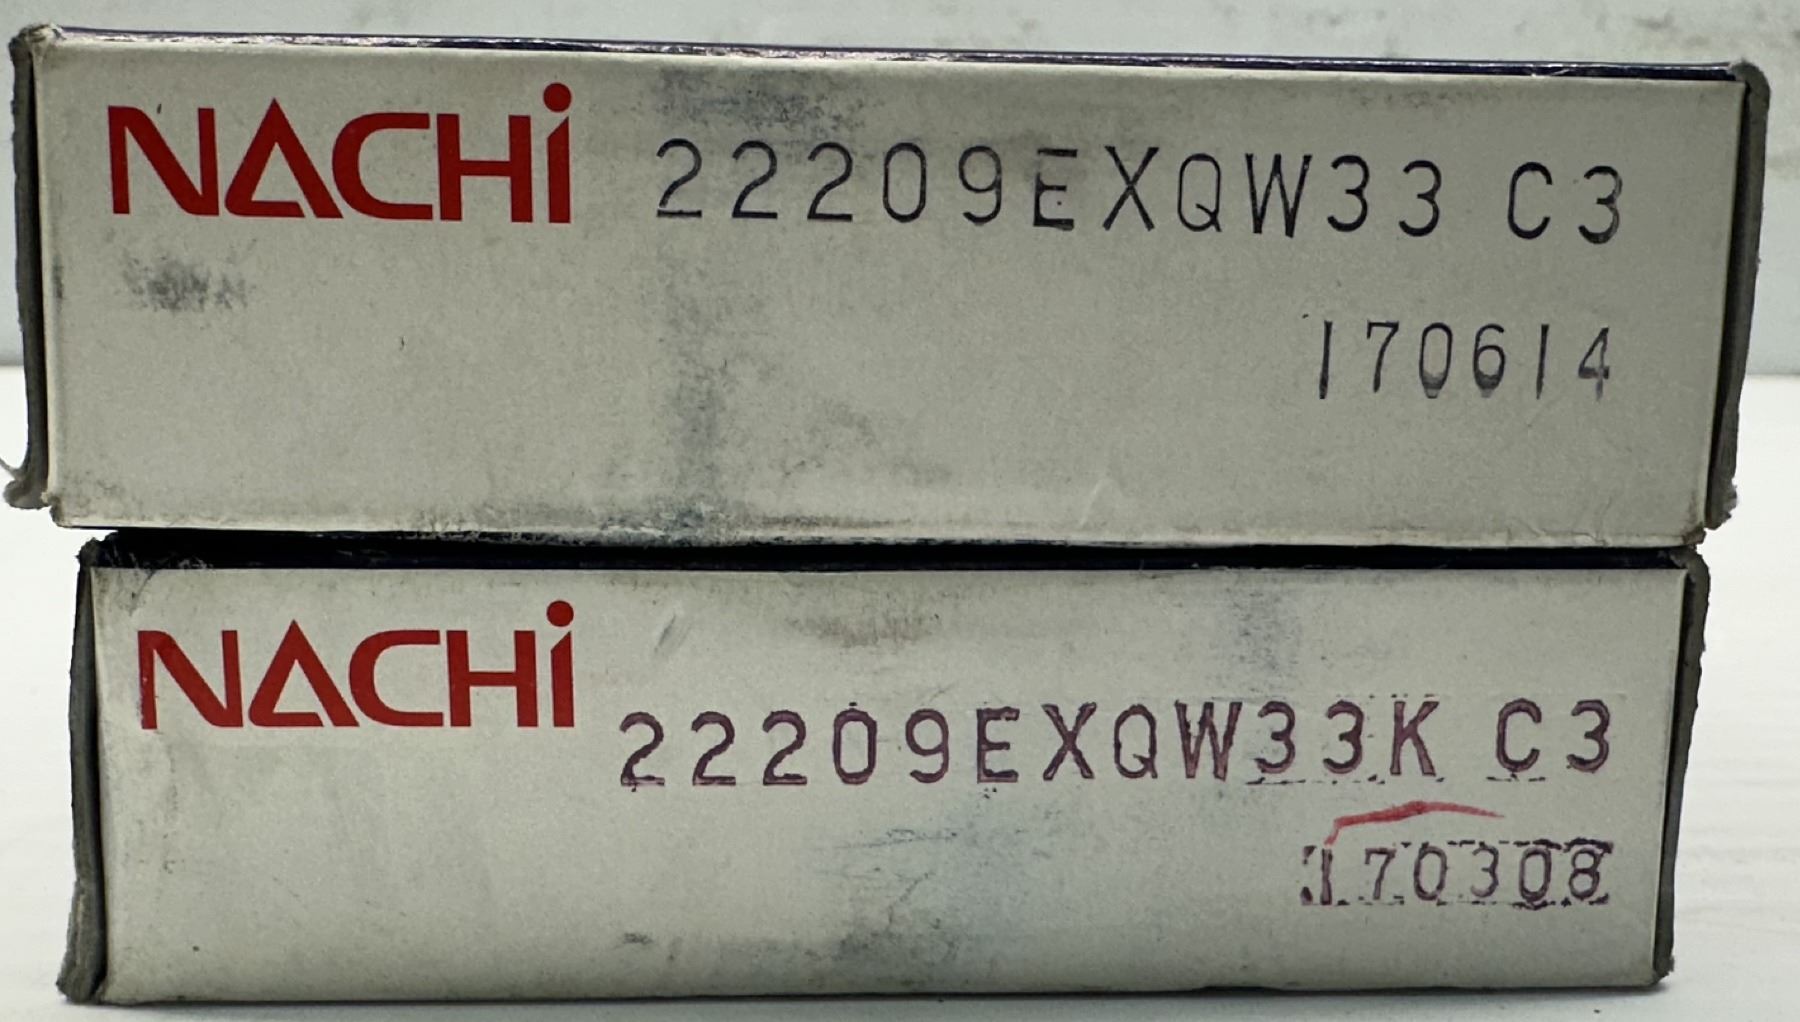 NACHi 22209EXQW33 C3
170614
NACHi 22209EXQW33K C3
170308